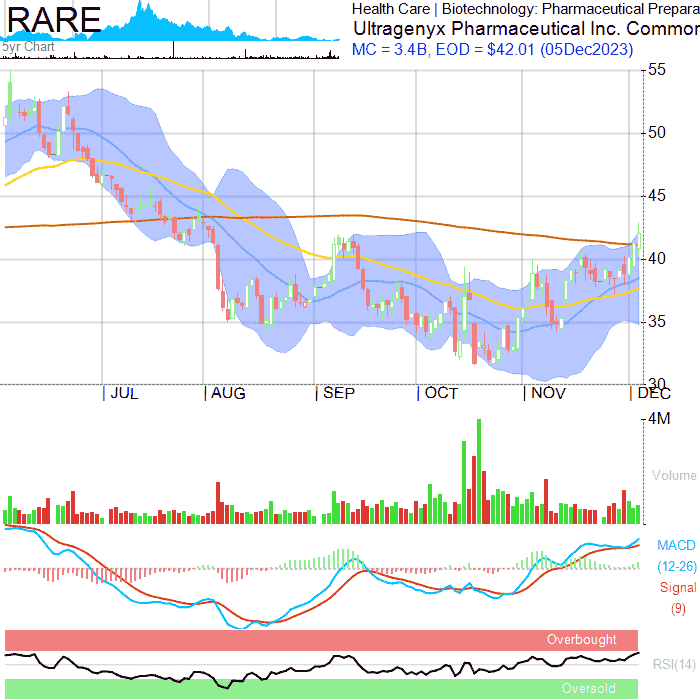 RARE
5yr Chart
Health Care | Biotechnology: Pharmaceutical Prepara
Ultragenyx Pharmaceutical Inc. Common
MC = 3.4B, EOD = $42.01 (05Dec2023)
55
50
45
40
35
30
JUL AUG SEP OCT NOV DEC
4M
Volume
MACD
(12-26)
Signal
(9)
Overbought
RSI(14)
Oversold